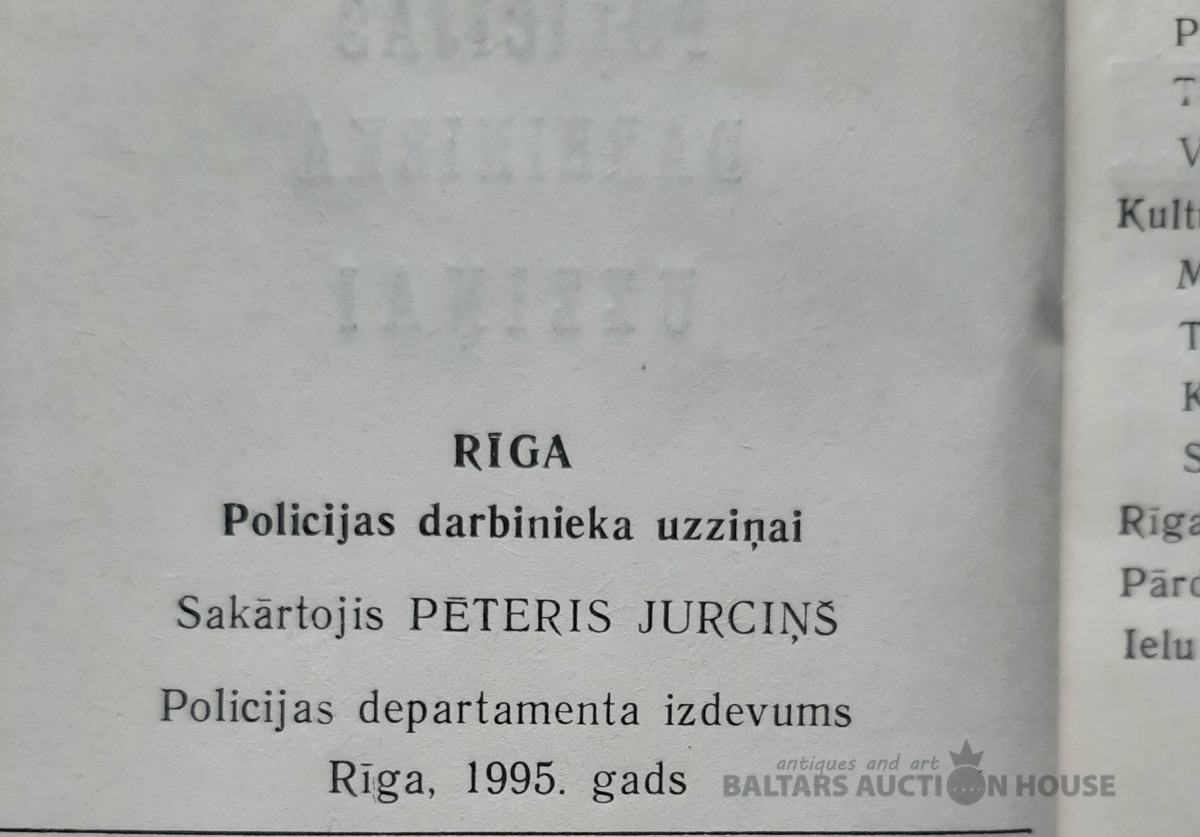 RĪGA
Policijas darbinieka uzziņai
Sakārtojis PĒTERIS JURCIŅŠ
Policijas departamenta izdevums
Rīga, 1995. gads
antiques and art
BALTARS AUCTION HOUSE
P
T
V
Kult
M
T
K
S
Rīga
Pārd
Ielu